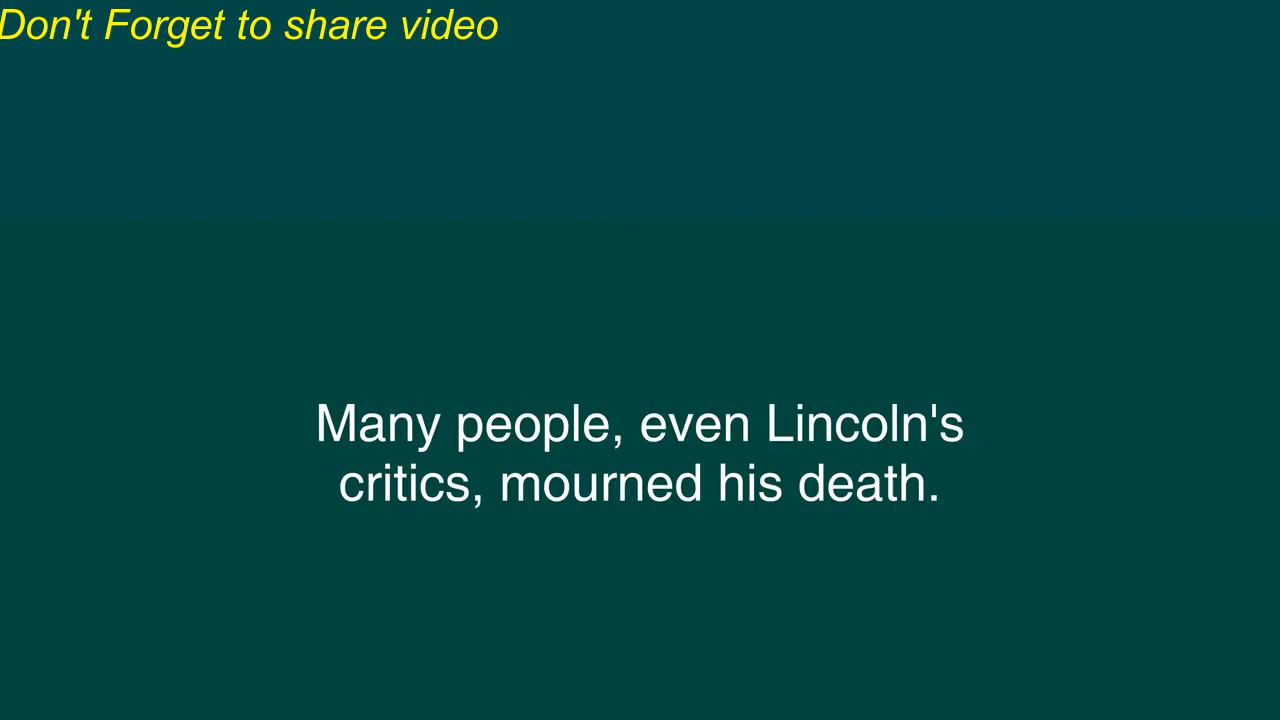 Don't Forget to share video
Many people, even Lincoln's
critics, mourned his death.